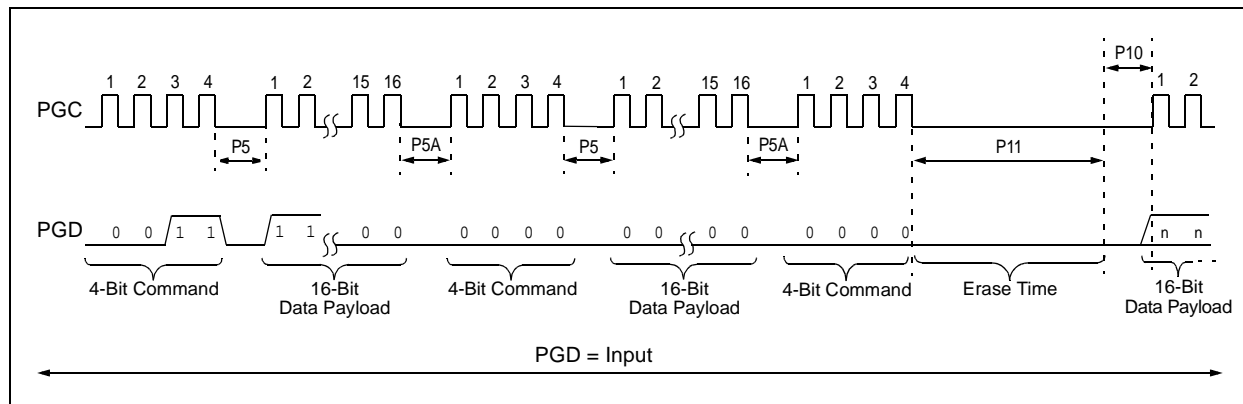 P10
1 2 3 4 1 2 15 16 1 2 3 4 1 2 15 16 1 2 3 4 1 2
PGC
P5 P5A P5 P5A P11
PGD 0 0 1 1 1 1 0 0 0 0 0 0 0 0 0 0 0 0 0 0 n n
4-Bit Command 16-Bit 4-Bit Command 16-Bit 4-Bit Command Erase Time 16-Bit
Data Payload Data Payload Data Payload
PGD = Input